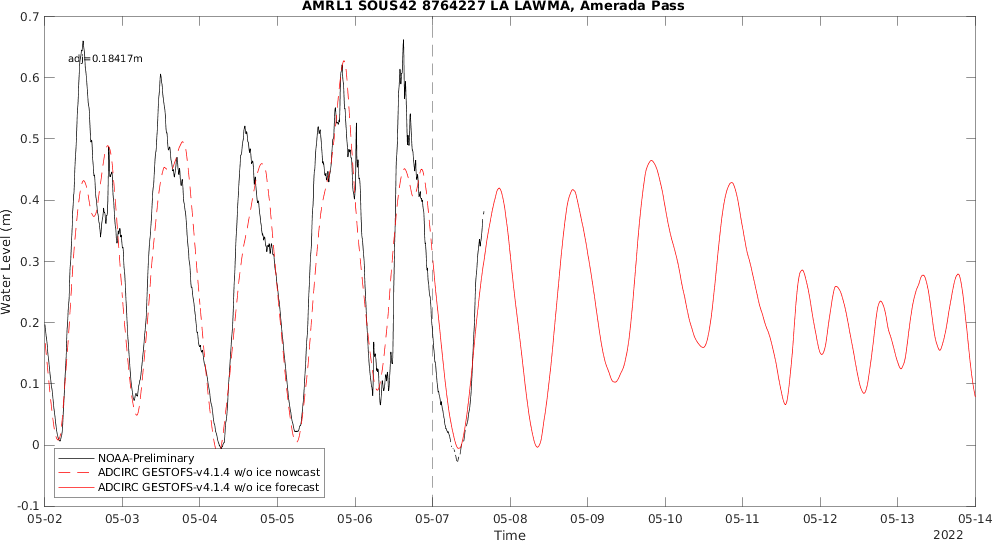 AMRL1 SOUS42 8764227 LA LAWMA, Amerada Pass
adj=0.18417m
Water Level (m)
0.7
0.6
0.5
0.4
0.3
0.2
0.1
0
-0.1
NOAA-Preliminary
ADCIRC GESTOFS-v4.1.4 w/o ice nowcast
ADCIRC GESTOFS-v4.1.4 w/o ice forecast
05-02 05-03 05-04 05-05 05-06 05-07 05-08 05-09 05-10 05-11 05-12 05-13 05-14
Time
2022